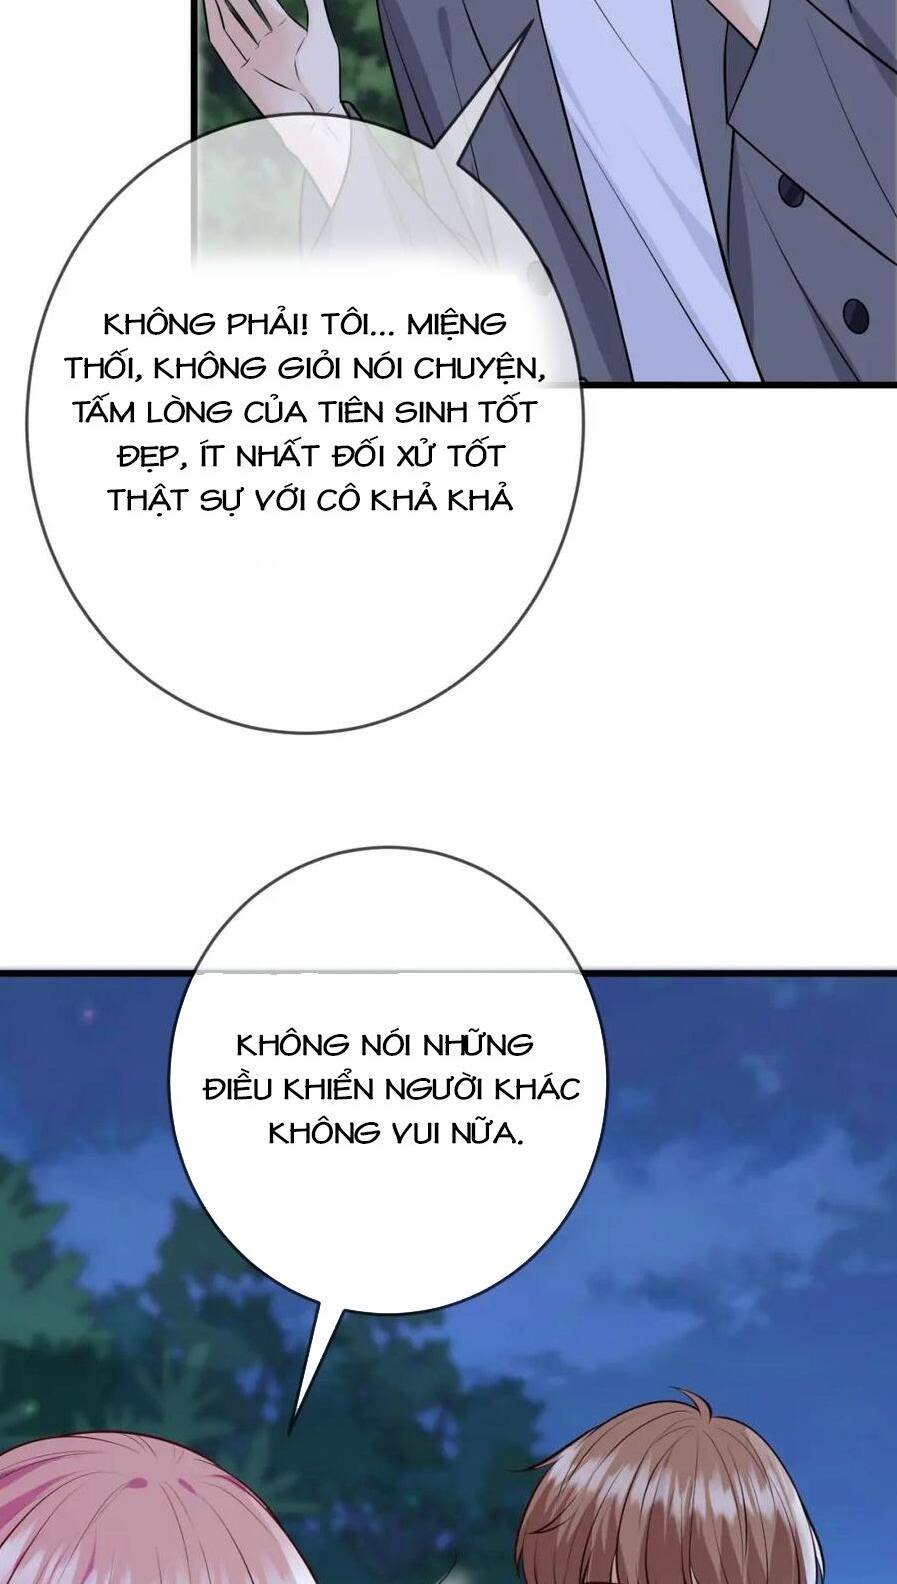 KHÔNG PHẢI! TÔI... MIỆNG
THỐI, KHÔNG GIỎI NÓI CHUYỆN,
TẤM LÒNG CỦA TIÊN SINH TỐT
ĐẸP, ÍT NHẤT ĐỐI XỬ TỐT
THẬT SỰ VỚI CÔ KHẢ KHẢ
KHÔNG NÓI NHỮNG
ĐIỀU KHIỂN NGƯỜI KHÁC
KHÔNG VUI NỮA.